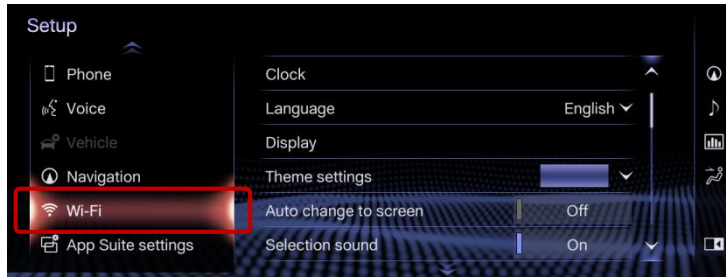 Setup
Phone
Voice
Vehicle
Navigation
Wi-Fi
App Suite settings
Clock
Language English
Display
Theme settings
Auto change to screen Off
Selection sound On